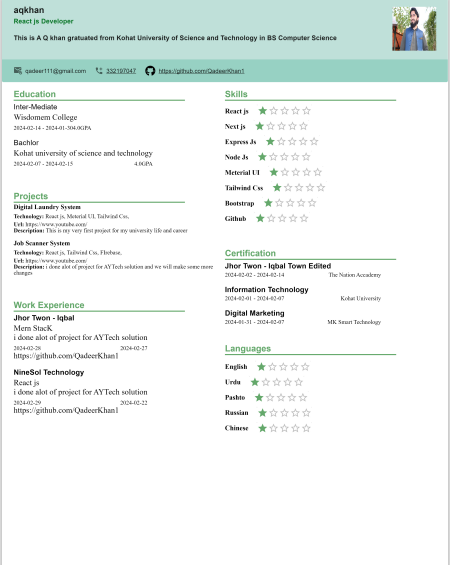 aqkhan
React js Developer
This is A Q khan gratuated from Kohat University of Science and Technology in BS Computer Science
qadeer111@gmail.com 332197047 https://github.com/QadeerKhan1
Education
Inter-Mediate
Wisdomem College
2024-02-14 - 2024-01-304.0GPA
Bachlor
Kohat university of science and technology
2024-02-07 - 2024-02-15 4.0GPA
Projects
Digital Laundry System
Technology: React js, Meterial UI, Tailwind Css,
Url: https://www.youtube.com/
Description: This is my very first project for my university life and career
Job Scanner System
Technology: React js, Tailwind Css, FIrebase,
Url: https://www.youtube.com/
Description: i done alot of project for AYTech solution and we will make some more
changes
Work Experience
Jhor Twon - Iqbal
Mern StacK
i done alot of project for AYTech solution
2024-02-28 2024-02-27
https://github.com/QadeerKhan1
NineSol Technology
React js
i done alot of project for AYTech solution
2024-02-29 2024-02-22
https://github.com/QadeerKhan1
Skills
React js
Next js
Express Js
Node Js
Meterial UI
Tailwind Css
Bootstrap
Github
Certification
Jhor Twon - Iqbal Town Edited
2024-02-02 - 2024-02-14 The Nation Accademy
Information Technology
2024-02-01 - 2024-02-07 Kohat University
Digital Marketing
2024-01-31 - 2024-02-07 MK Smart Technology
Languages
English
Urdu
Pashto
Russian
Chinese